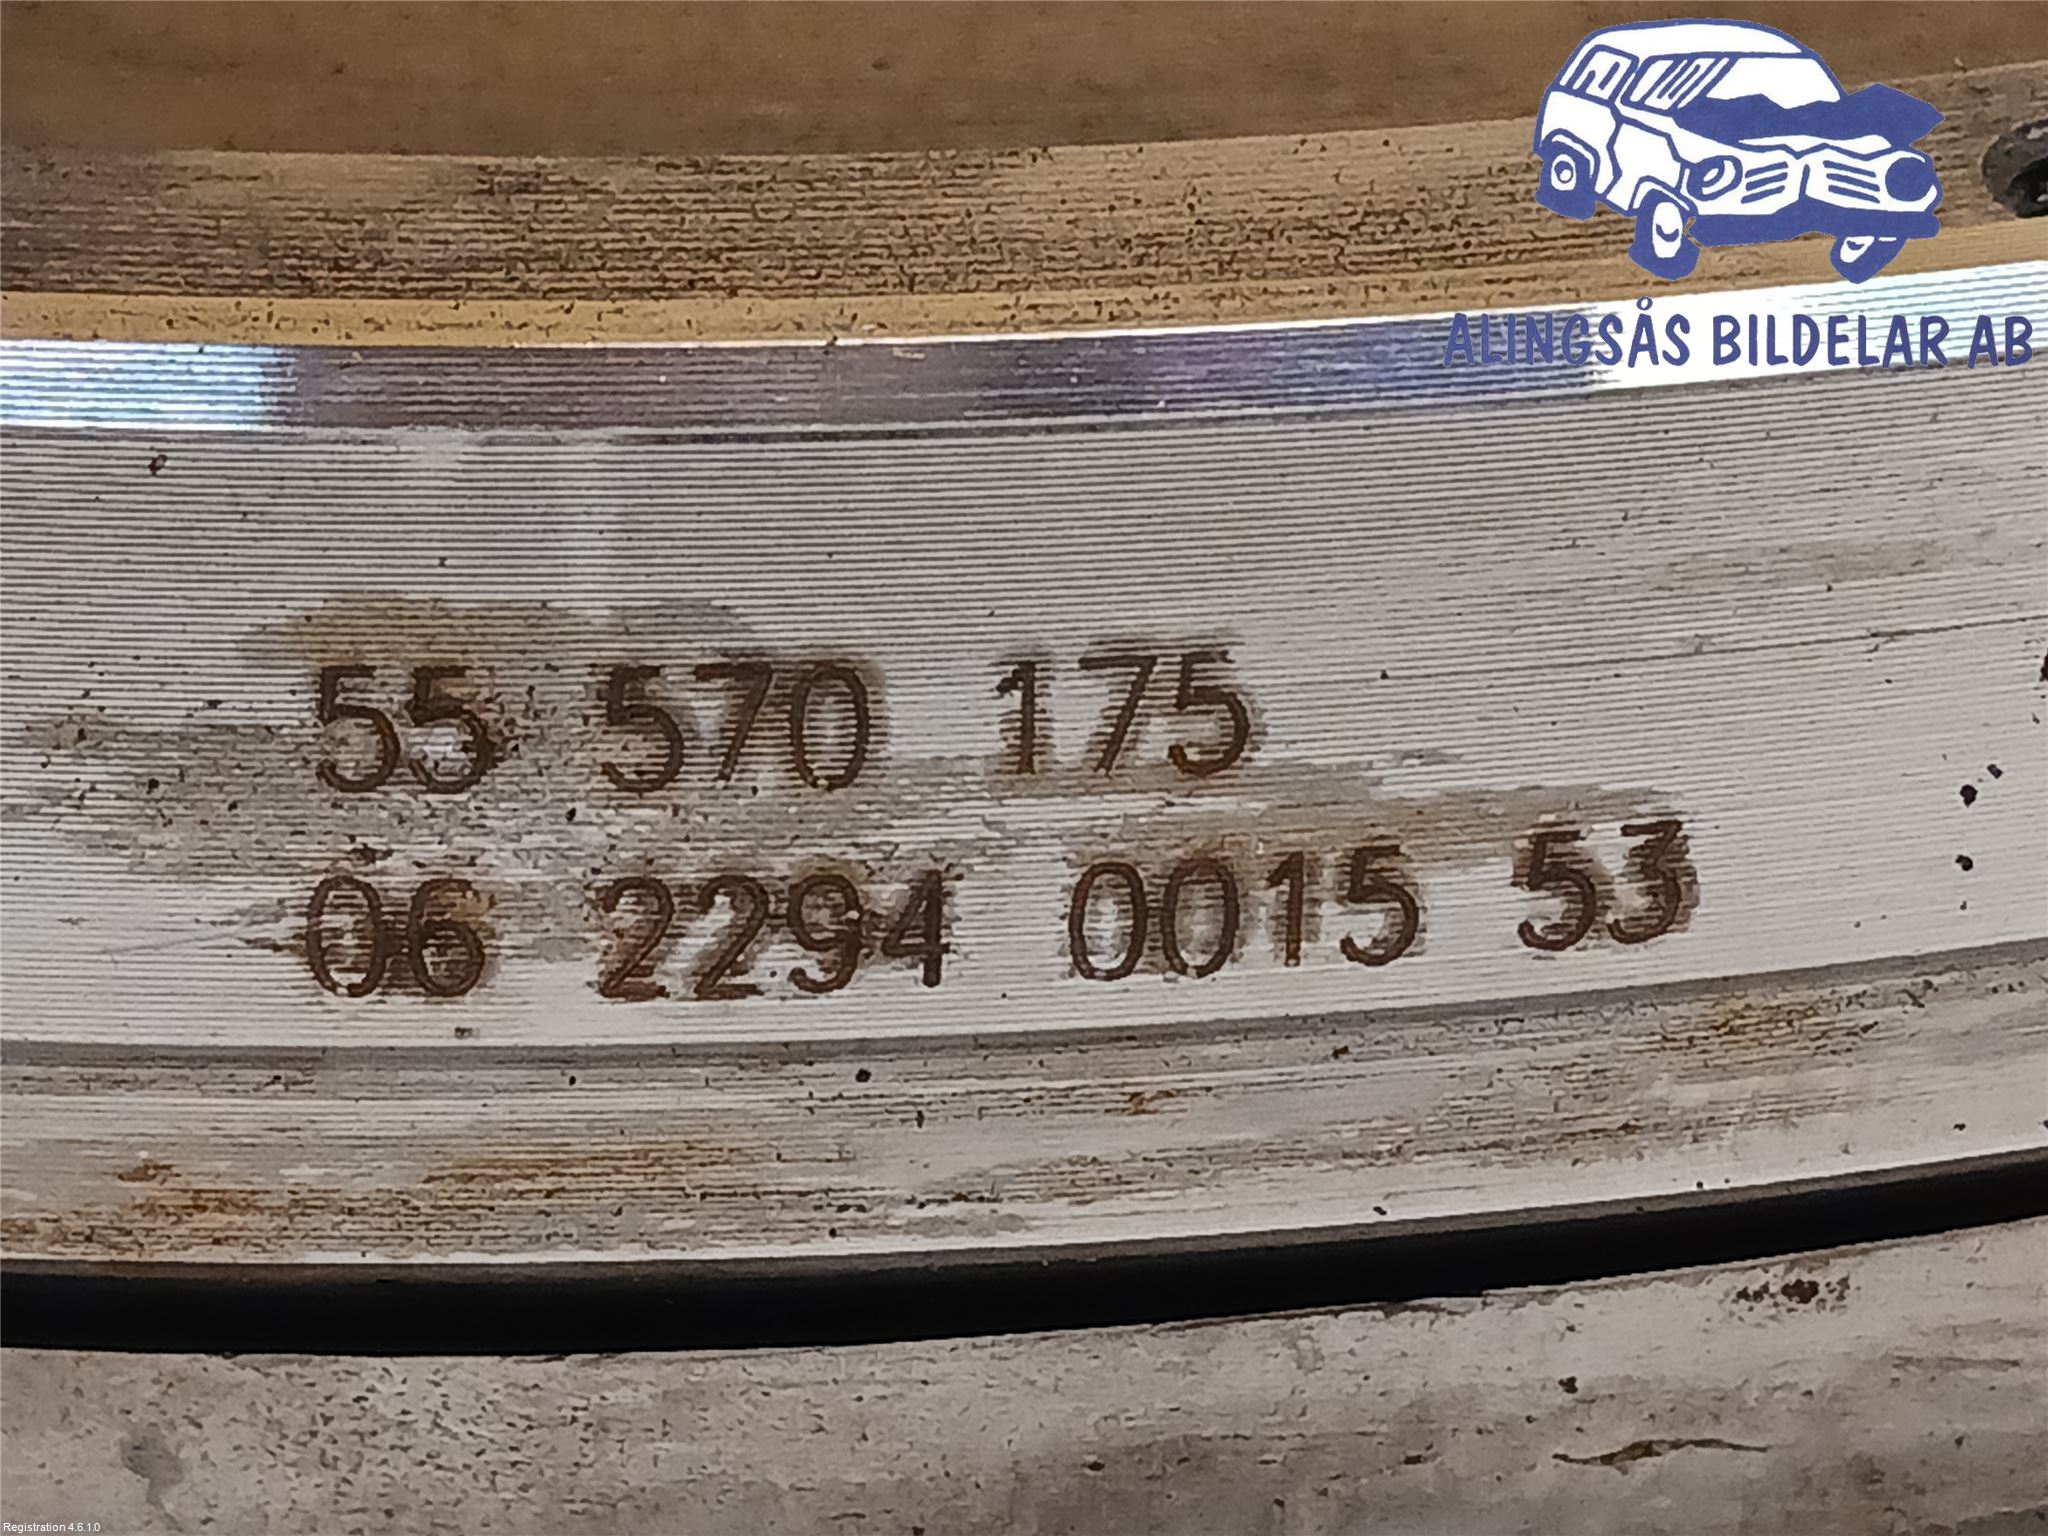 ALINGSÅS BILDELAR AB
55 570 175
06 2294 0015 53
Registration 4.6.1.0